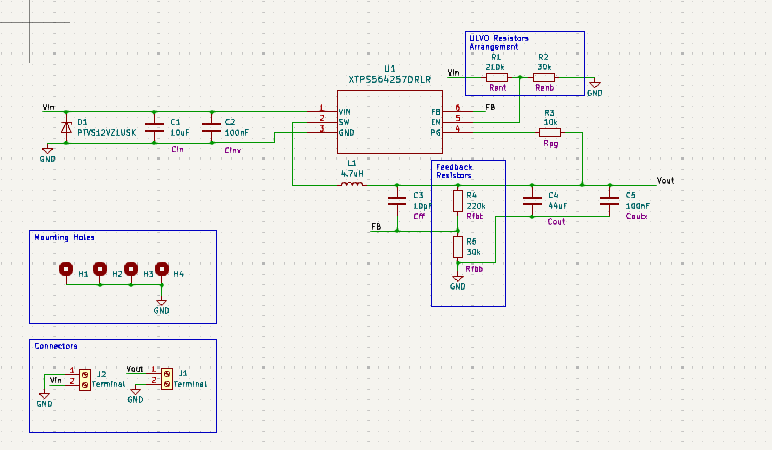 ULVO Resistors
Arrangement
R1
210k
Rent
R2
30k
Renb
Vin
GND
U1
XTPS564257DRLR
1
VIN
2
SW
3
GND
FB
6
FB
EN
5
PG
4
R3
10k
Rpg
Vin
D1
PTVS12VZLUSK
C1
10uF
Cin
C2
100nF
Cinx
GND
L1
4.7uH
Feedback
Resistors
C3
10pF
Cff
R4
220k
Rfbt
C4
44uF
Cout
C5
100nF
Coutx
Vout
FB
R6
30k
Rfbb
GND
Mounting Holes
H1
H2
H3
H4
GND
Connectors
1
J2
Vin
2
Terminal
GND
Vout
1
J1
2
Terminal
GND